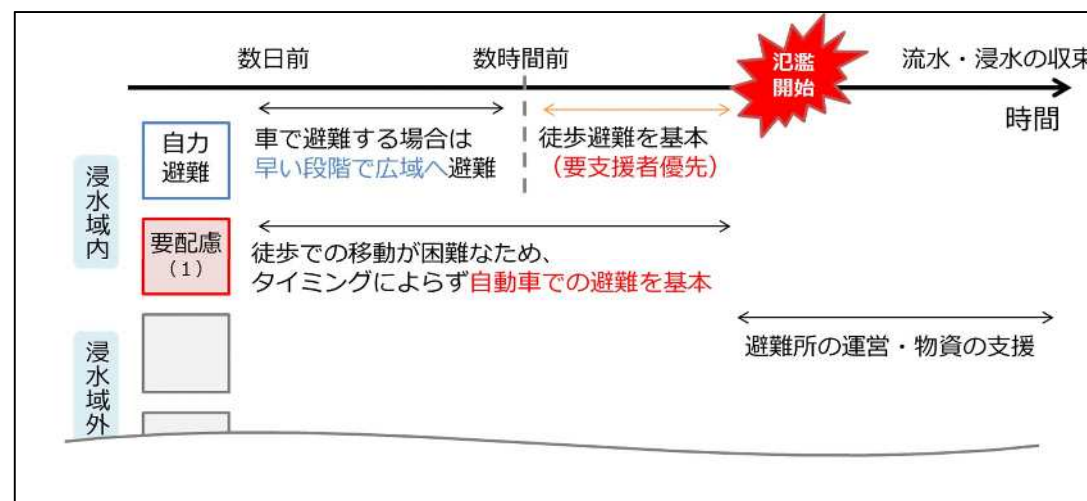 数日前
数時間前
氾濫
開始
流水・浸水の収束
時間
浸水域内
自力
避難
車で避難する場合は
早い段階で広域へ避難
徒歩避難を基本
（要支援者優先）
要配慮
（１）
徒歩での移動が困難なため、
タイミングによらず自動車での避難を基本
浸水域外
避難所の運営・物資の支援